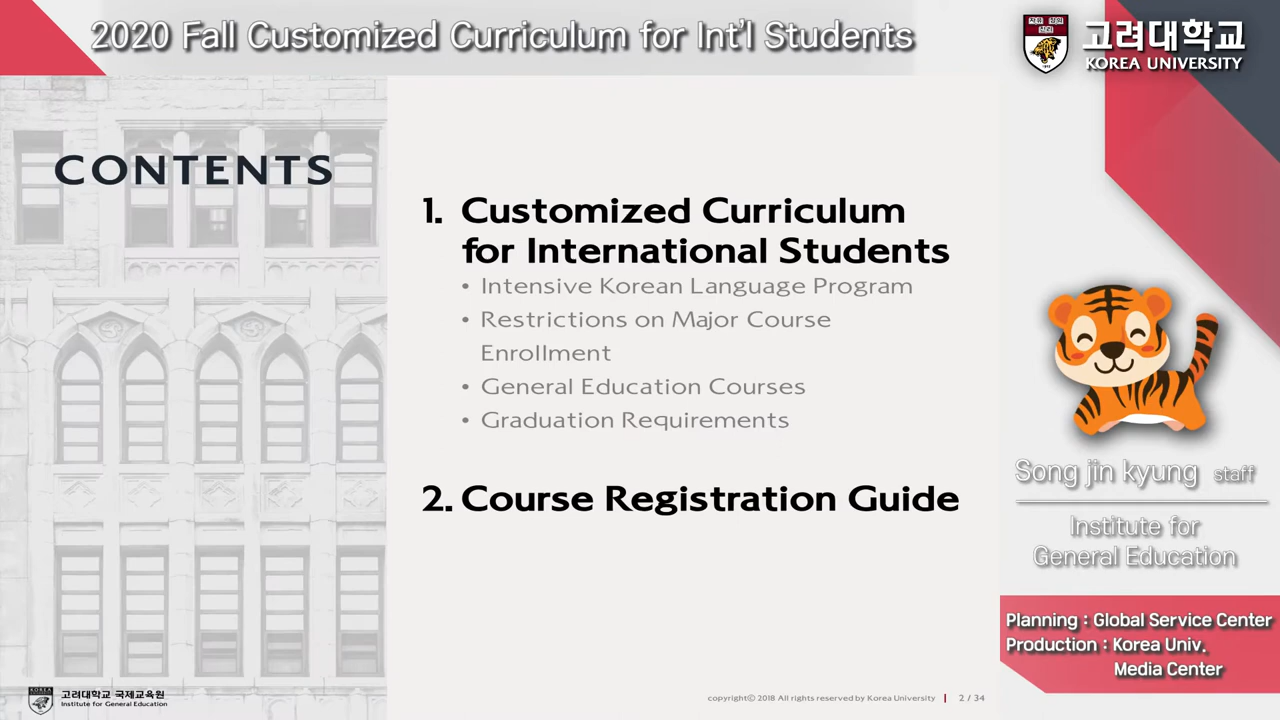 2020 Fall Customized Curriculum for Int'l Students
고려대학교
KOREA UNIVERSITY
CONTENTS
1. Customized Curriculum
for International Students
• Intensive Korean Language Program
• Restrictions on Major Course
Enrollment
• General Education Courses
• Graduation Requirements
2. Course Registration Guide
Song jin kyung staff
Institute for
General Education
Planning : Global Service Center
Production : Korea Univ.
Media Center
KOREA
고려대학교 국제교육원
Institute for General Education
copyrightⓒ 2018 All rights reserved by Korea University
2 / 34